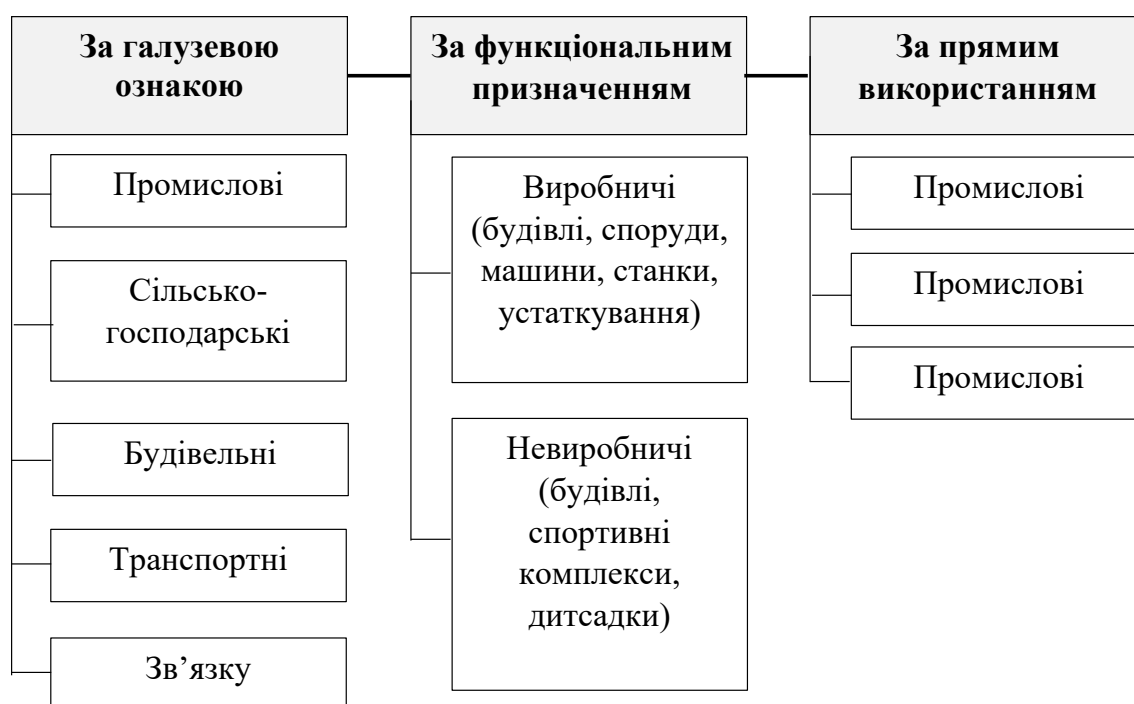 За галузевою
ознакою
Промислові
Сільсько-
господарські
Будівельні
Транспортні
Зв’язку
За функціональним
призначенням
Виробничі
(будівлі, споруди,
машини, станки,
устаткування)
Невиробничі
(будівлі,
спортивні
комплекси,
дитсадки)
За прямим
використанням
Промислові
Промислові
Промислові